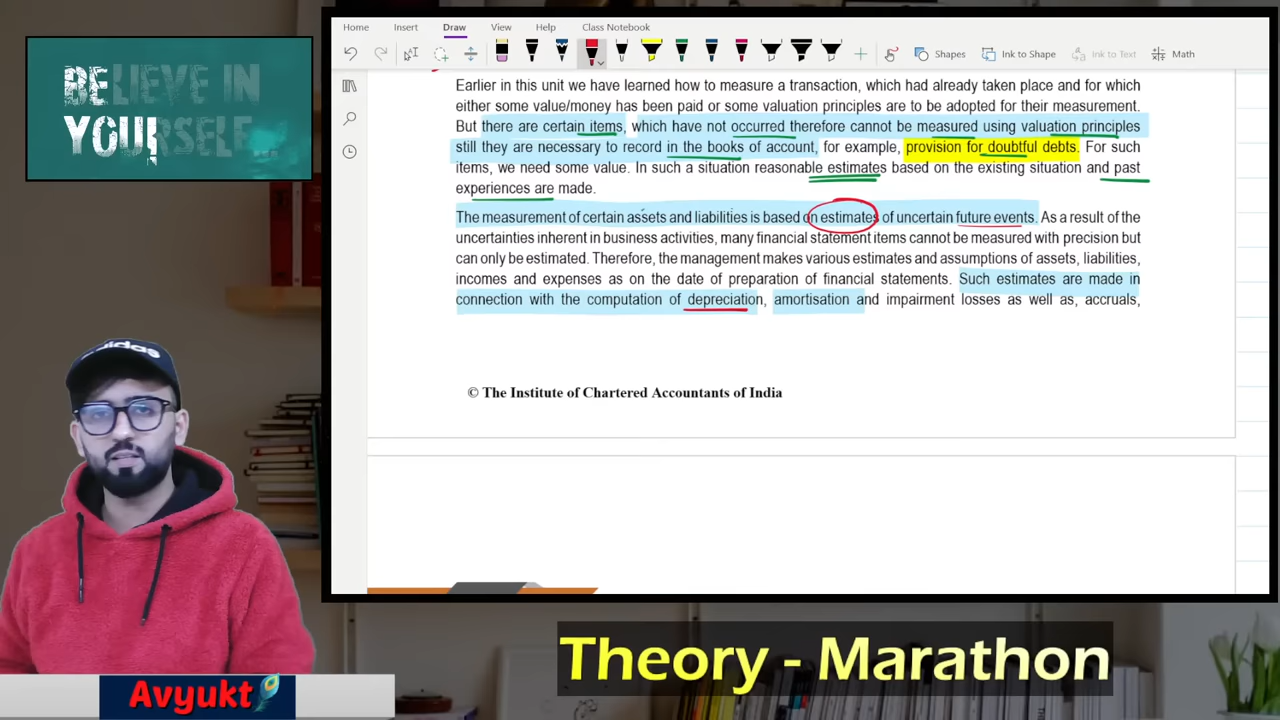 BELIEVE IN
YOURSELF...
Home Insert Draw View Help Class Notebook
Shapes Ink to Shape Ink to Text Math
Earlier in this unit we have learned how to measure a transaction, which had already taken place and for which
either some value/money has been paid or some valuation principles are to be adopted for their measurement.
But there are certain items, which have not occurred therefore cannot be measured using valuation principles
still they are necessary to record in the books of account, for example, provision for doubtful debts. For such
items, we need some value. In such a situation reasonable estimates based on the existing situation and past
experiences are made.
The measurement of certain assets and liabilities is based on estimates of uncertain future events. As a result of the
uncertainties inherent in business activities, many financial statement items cannot be measured with precision but
can only be estimated. Therefore, the management makes various estimates and assumptions of assets, liabilities,
incomes and expenses as on the date of preparation of financial statements. Such estimates are made in
connection with the computation of depreciation, amortisation and impairment losses as well as, accruals,
© The Institute of Chartered Accountants of India
adidas
Theory - Marathon
Avyukt